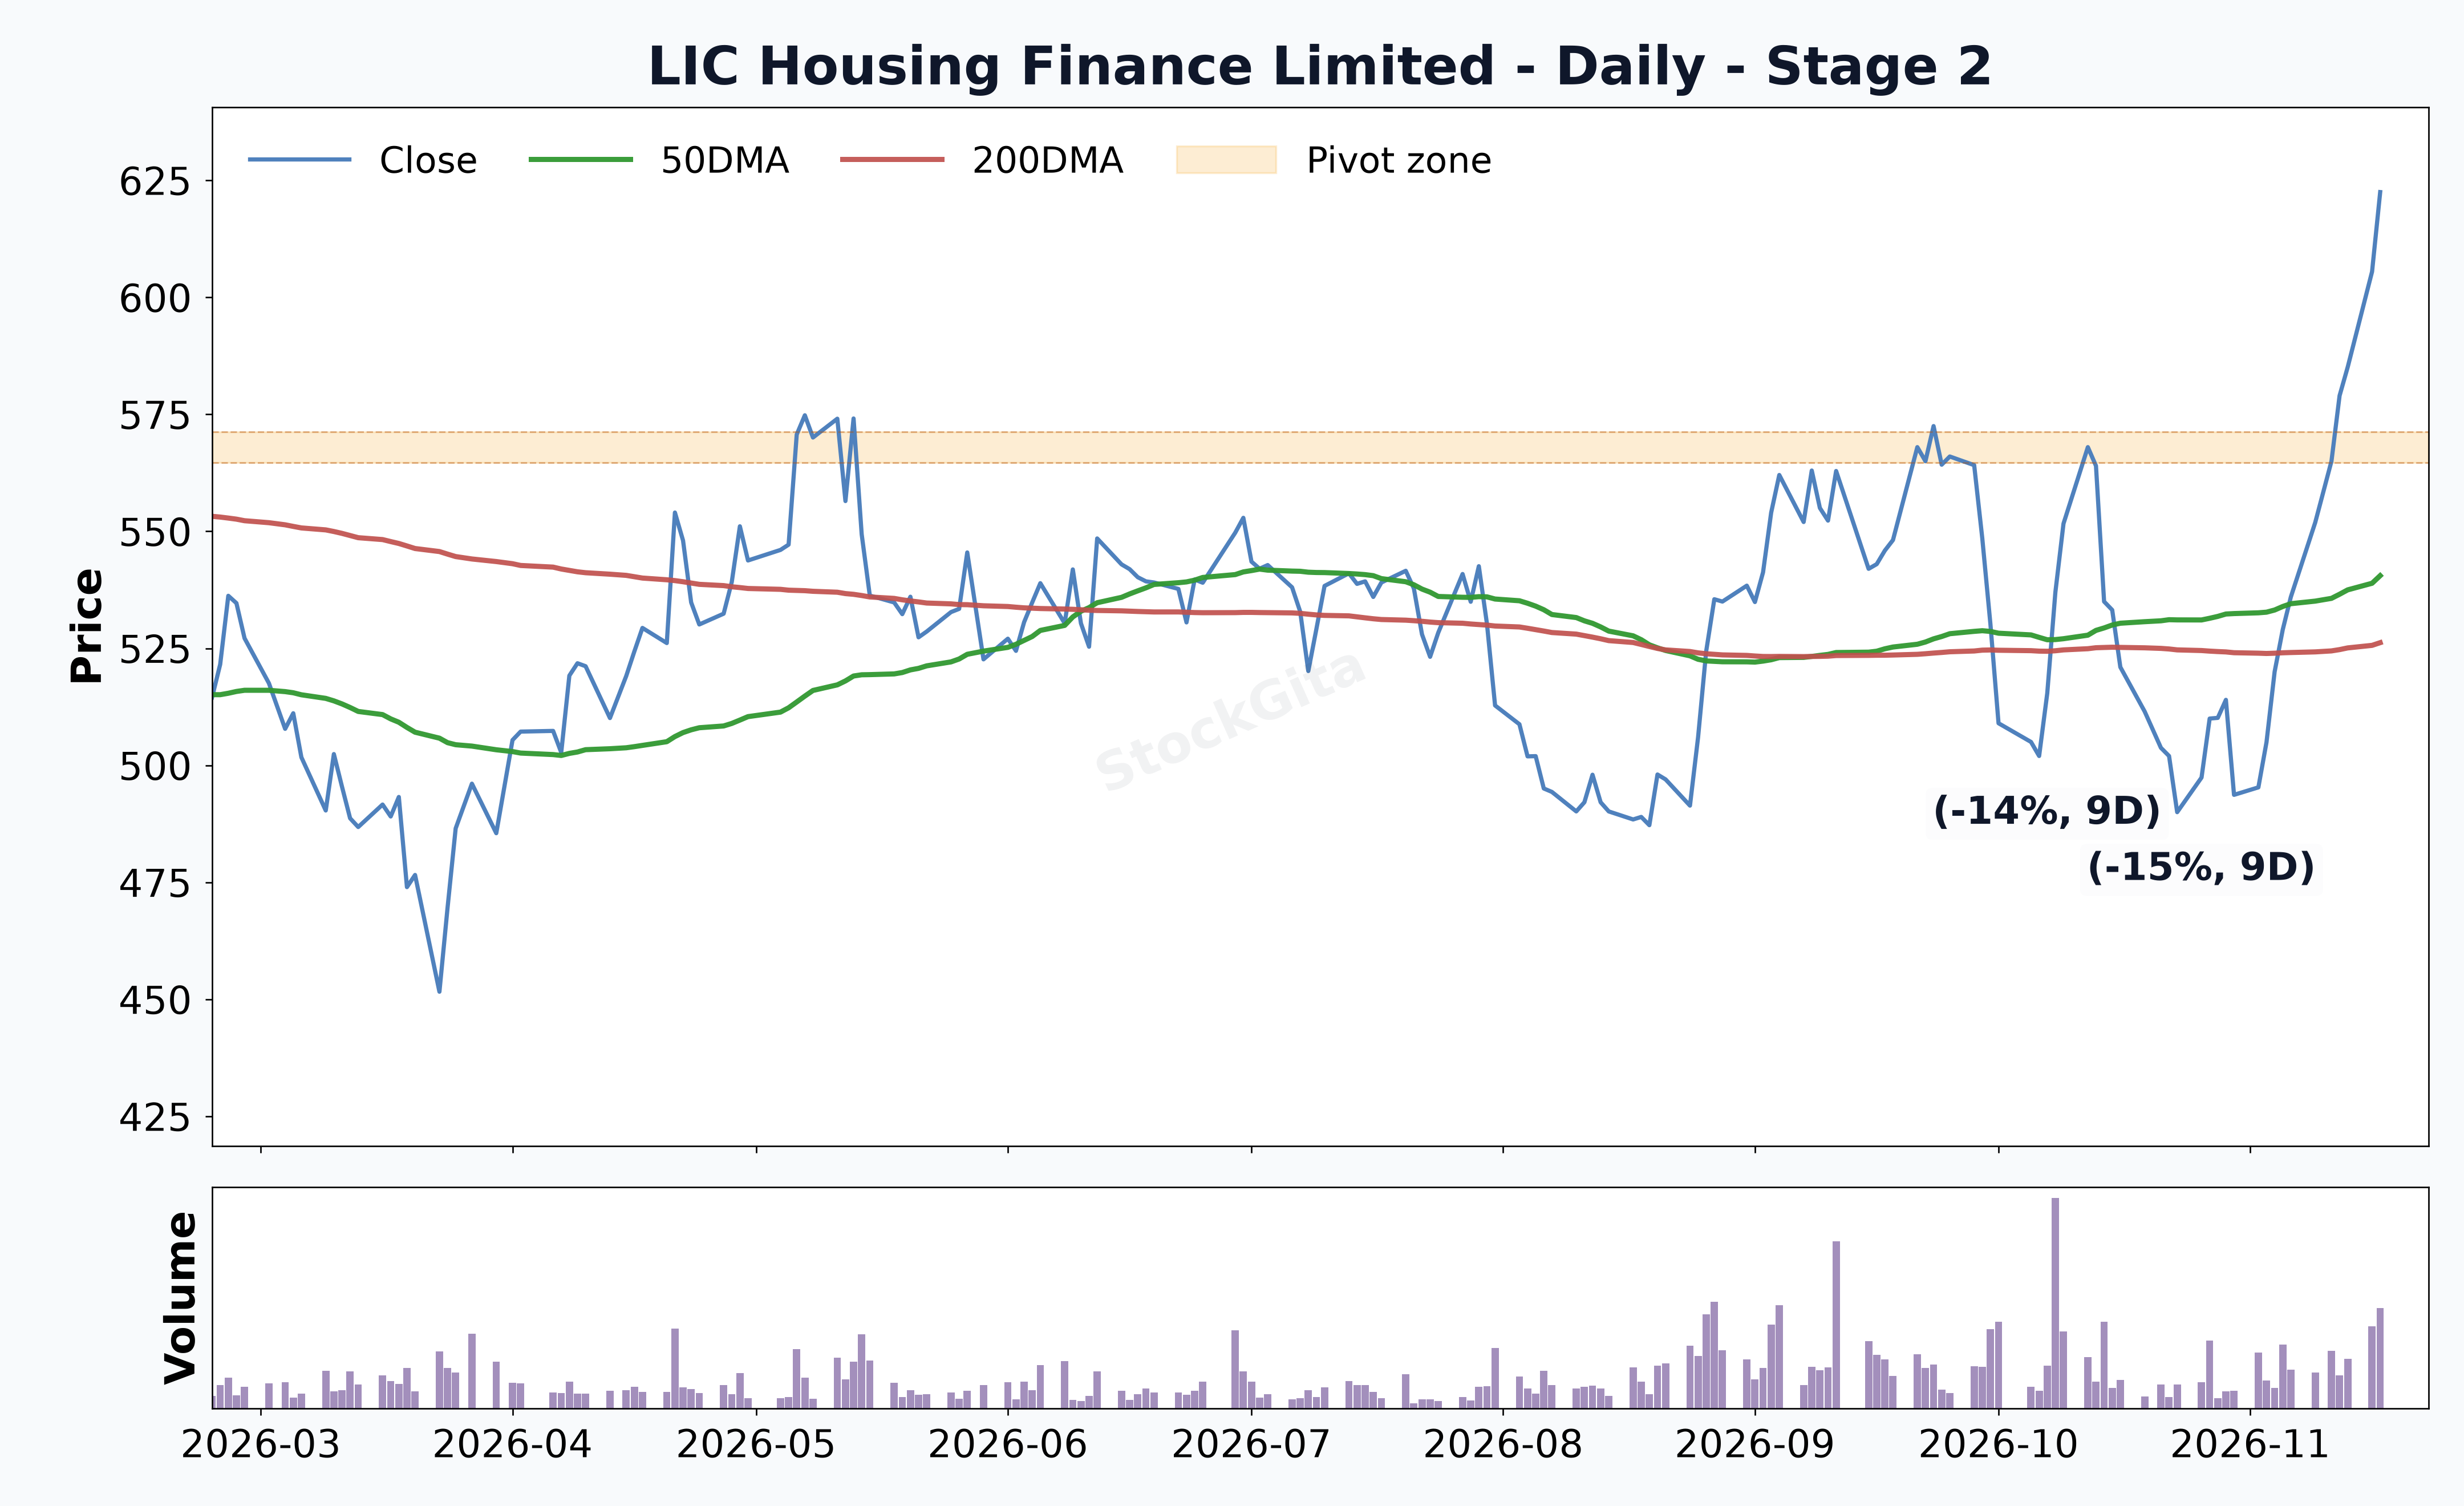 LIC Housing Finance Limited - Daily - Stage 2
Close 50DMA 200DMA Pivot zone
625
600
575
550
525
500
475
450
425
Price
StockGita
(-14%, 9D)
(-15%, 9D)
Volume
2026-03 2026-04 2026-05 2026-06 2026-07 2026-08 2026-09 2026-10 2026-11